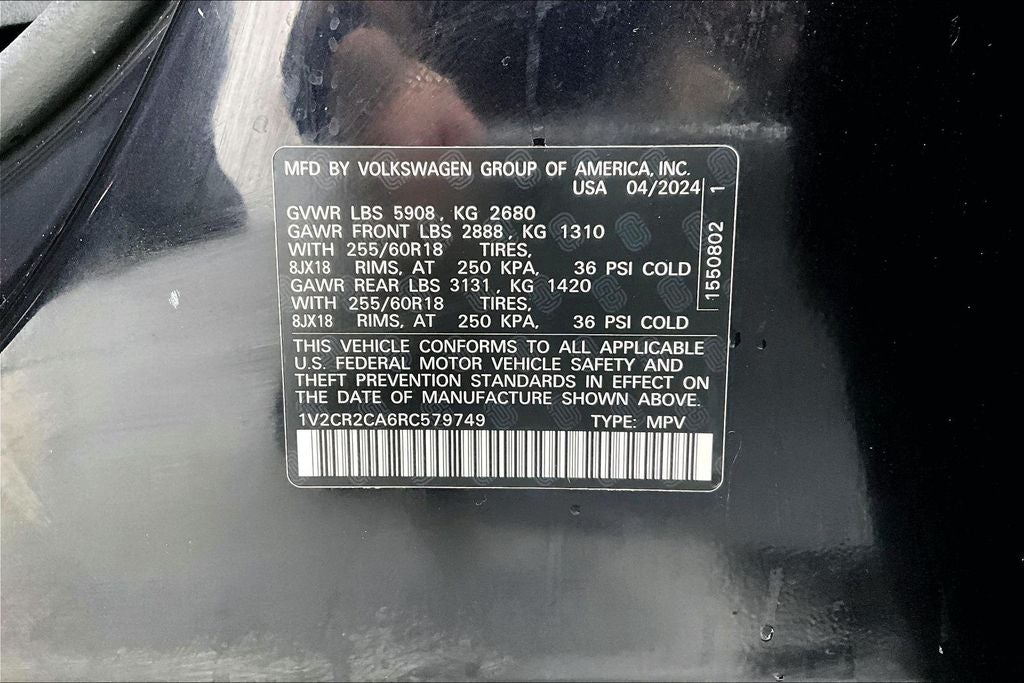 MFD BY VOLKSWAGEN GROUP OF AMERICA, INC.
USA 04/2024
GVWR LBS 5908, KG 2680
GAWR FRONT LBS 2888, KG 1310
WITH 255/60R18 TIRES,
8JX18 RIMS, AT 250 KPA, 36 PSI COLD
GAWR REAR LBS 3131, KG 1420
WITH 255/60R18 TIRES,
8JX18 RIMS, AT 250 KPA, 36 PSI COLD
THIS VEHICLE CONFORMS TO ALL APPLICABLE
U.S. FEDERAL MOTOR VEHICLE SAFETY AND
THEFT PREVENTION STANDARDS IN EFFECT ON
THE DATE OF MANUFACTURE SHOWN ABOVE.
1V2CR2CA6RC579749 TYPE: MPV
1550802 1